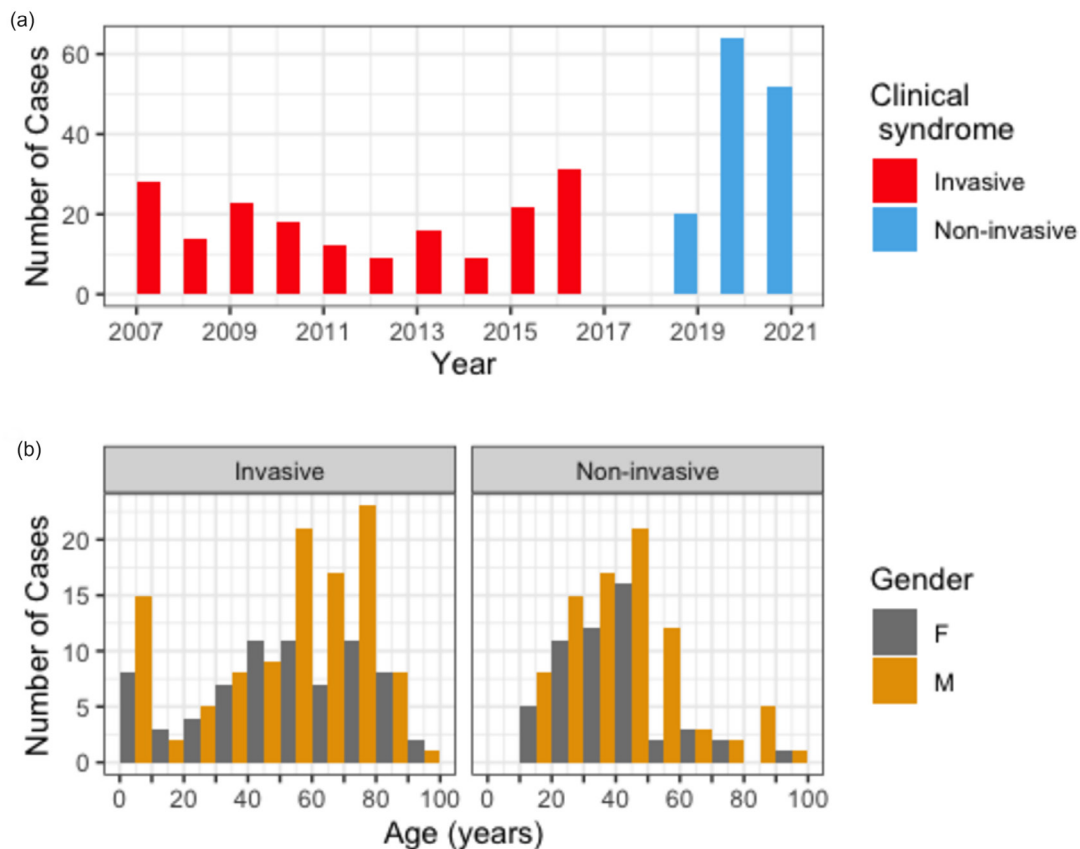 (a)
Number of Cases
60
40
20
0
2007 2009 2011 2013 2015 2017 2019 2021
Year
Clinical
syndrome
Invasive
Non-invasive
(b)
Invasive
Non-invasive
Number of Cases
20
15
10
5
0
0 20 40 60 80 100
0 20 40 60 80 100
Age (years)
Gender
F
M